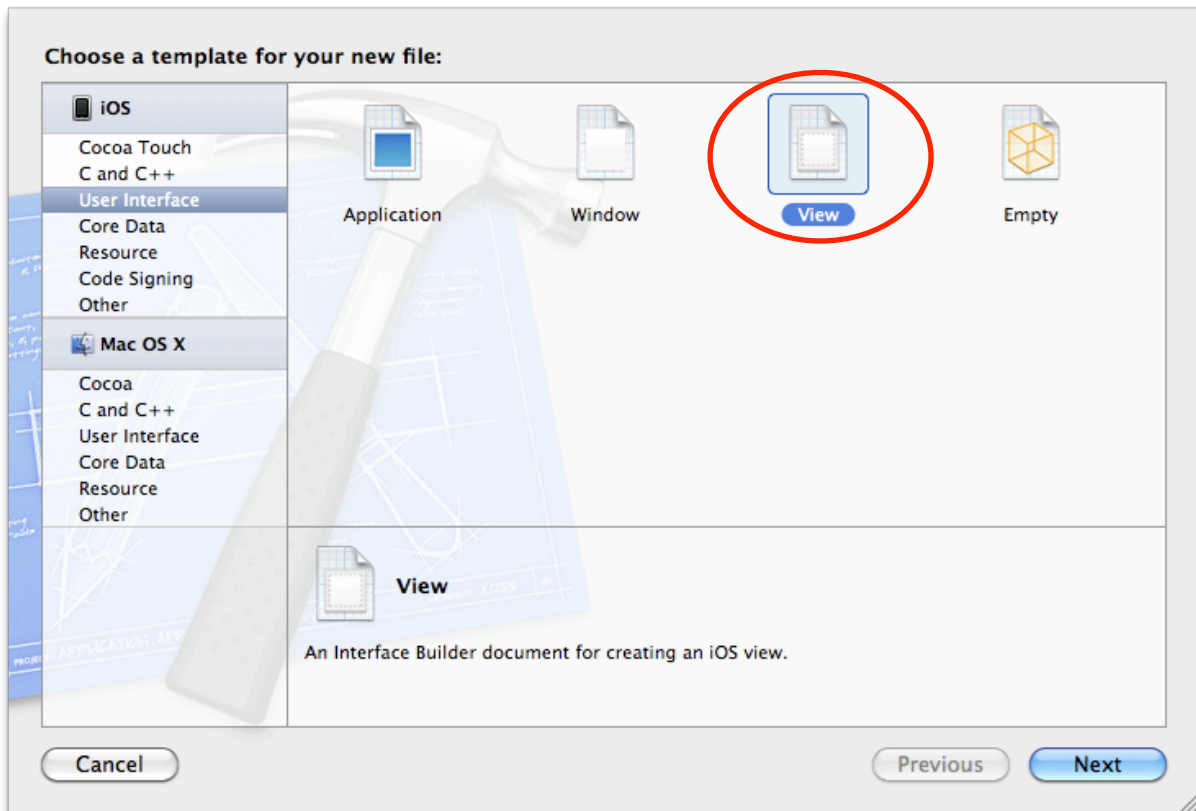 Choose a template for your new file:
iOS
Cocoa Touch
C and C++
User Interface
Core Data
Resource
Code Signing
Other
Mac OS X
Cocoa
C and C++
User Interface
Core Data
Resource
Other
Application
Window
View
Empty
View
An Interface Builder document for creating an iOS view.
Cancel
Previous
Next